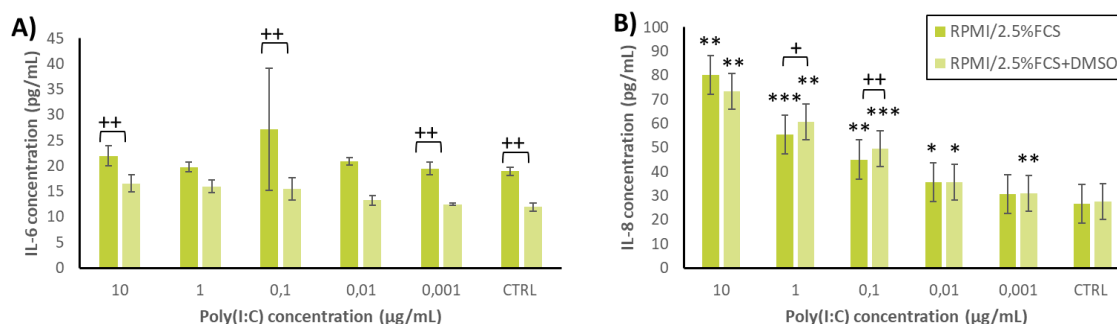 A)
IL-6 concentration (pg/mL)
45
40
35
30
25
20
15
10
5
0
++
++
++
++
10 1 0,1 0,01 0,001 CTRL
Poly(I:C) concentration (µg/mL)
B)
IL-8 concentration (pg/mL)
100
90
80
70
60
50
40
30
20
10
0
** ** + *** ** ++ ** *** * * **
RPMI/2.5%FCS
RPMI/2.5%FCS+DMSO
10 1 0,1 0,01 0,001 CTRL
Poly(I:C) concentration (µg/mL)